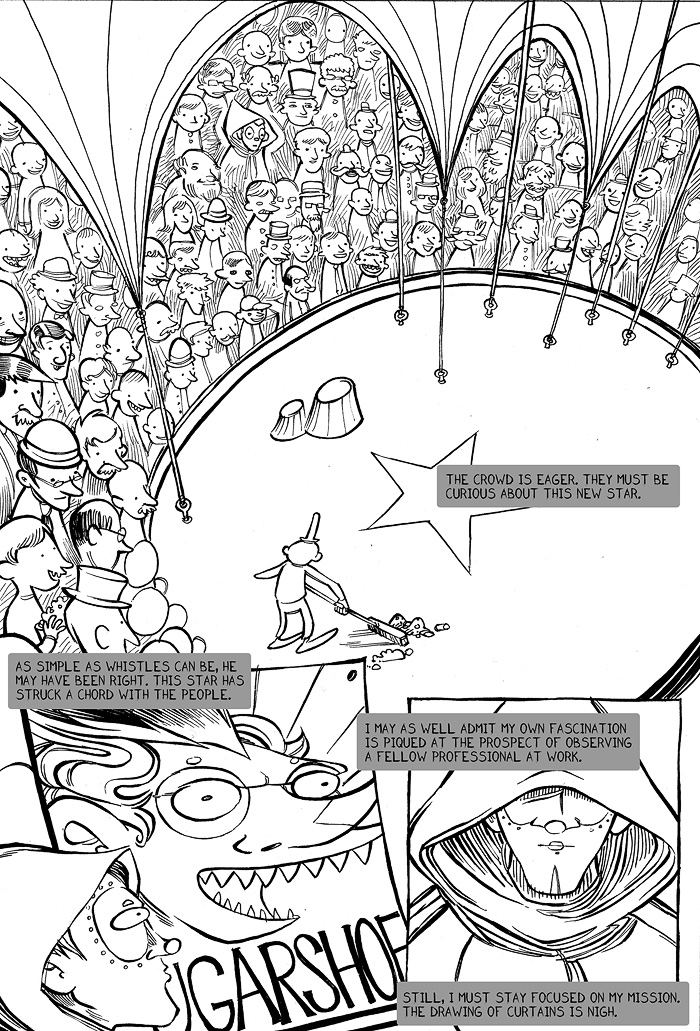 THE CROWD IS EAGER. THEY MUST BE
CURIOUS ABOUT THIS NEW STAR.
AS SIMPLE AS WHISTLES CAN BE, HE
MAY HAVE BEEN RIGHT. THIS STAR HAS
STRUCK A CHORD WITH THE PEOPLE.
I MAY AS WELL ADMIT MY OWN FASCINATION
IS PIQUED AT THE PROSPECT OF OBSERVING
A FELLOW PROFESSIONAL AT WORK.
UGARSHOE
STILL, I MUST STAY FOCUSED ON MY MISSION.
THE DRAWING OF CURTAINS IS NIGH.